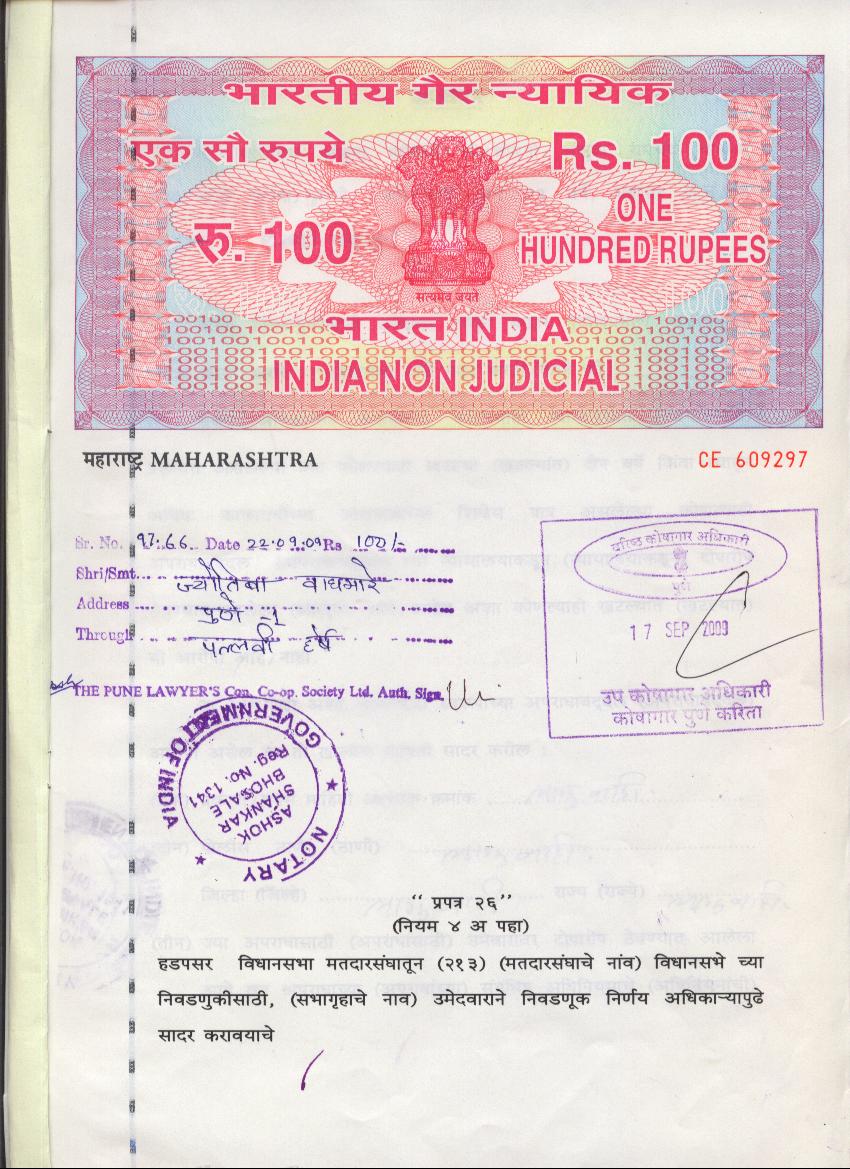 भारतीय गैर न्यायिक
एक सौ रुपये
Rs. 100
रु. 100
ONE
HUNDRED RUPEES
सत्यमेव जयते
भारत INDIA
INDIA NON JUDICIAL
महाराष्ट्र MAHARASHTRA
CE 609297
Sr. No. 9766 Date 22.09.09 Rs 100/-
Shri/Smt. ज्योतिबा वाघमारे
Address पुणे -1
Through पल्लवी हर्षे
THE PUNE LAWYER'S Con. Co-op. Society Ltd. Auth. Sign.
वरिष्ठ कोषागार अधिकारी
पुणे
17 SEP 2009
उप कोषागार अधिकारी
कोषागार पुणे करिता
GOVERNMENT OF INDIA
NOTARY
ASHOK
SHANKAR
BHOSALE
Reg. No. 1341
“ प्रपत्र २६”
(नियम ४ अ पहा)
हडपसर विधानसभा मतदारसंघातून (२१३) (मतदारसंघाचे नांव) विधानसभे च्या
निवडणुकीसाठी, (सभागृहाचे नाव) उमेदवाराने निवडणूक निर्णय अधिकाऱ्यापुढे
सादर करावयाचे